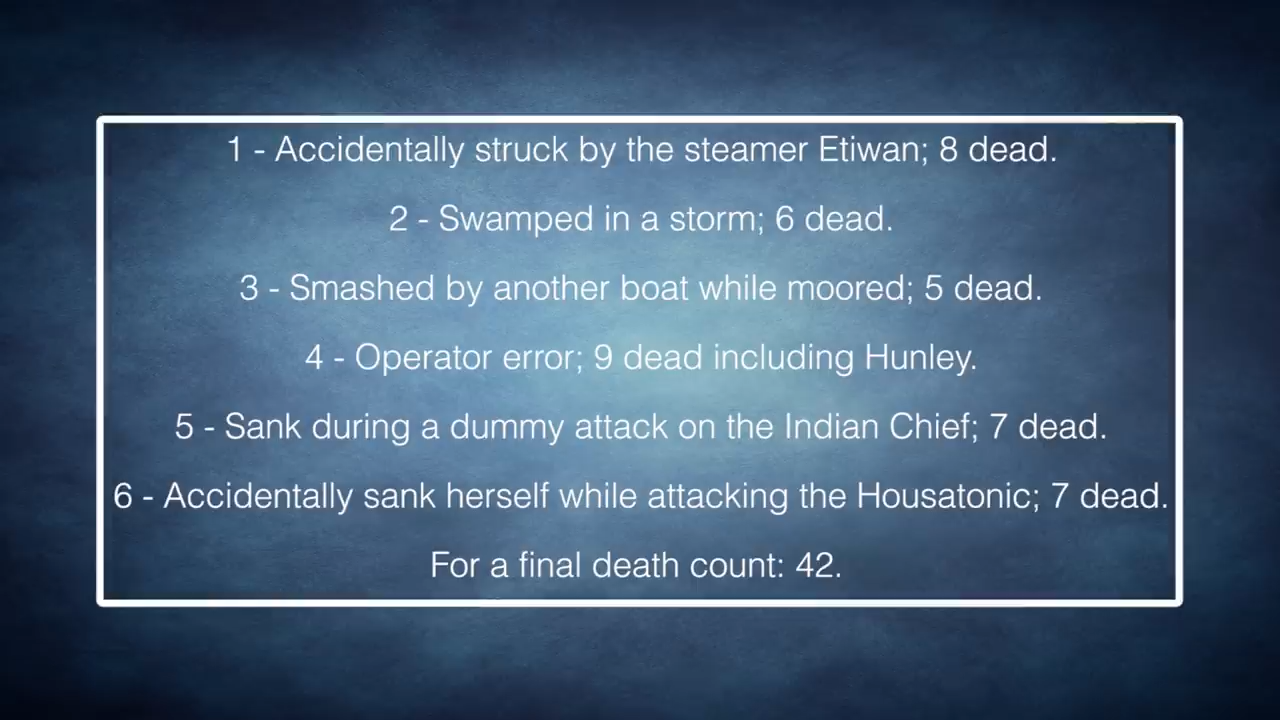 1 - Accidentally struck by the steamer Etiwan; 8 dead.
2 - Swamped in a storm; 6 dead.
3 - Smashed by another boat while moored; 5 dead.
4 - Operator error; 9 dead including Hunley.
5 - Sank during a dummy attack on the Indian Chief; 7 dead.
6 - Accidentally sank herself while attacking the Housatonic; 7 dead.
For a final death count: 42.